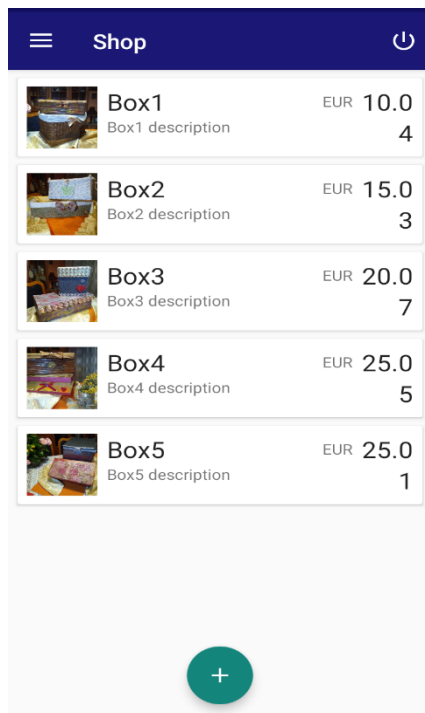 Shop
Box1 EUR 10.0
Box1 description 4
Box2 EUR 15.0
Box2 description 3
Box3 EUR 20.0
Box3 description 7
Box4 EUR 25.0
Box4 description 5
Box5 EUR 25.0
Box5 description 1
+